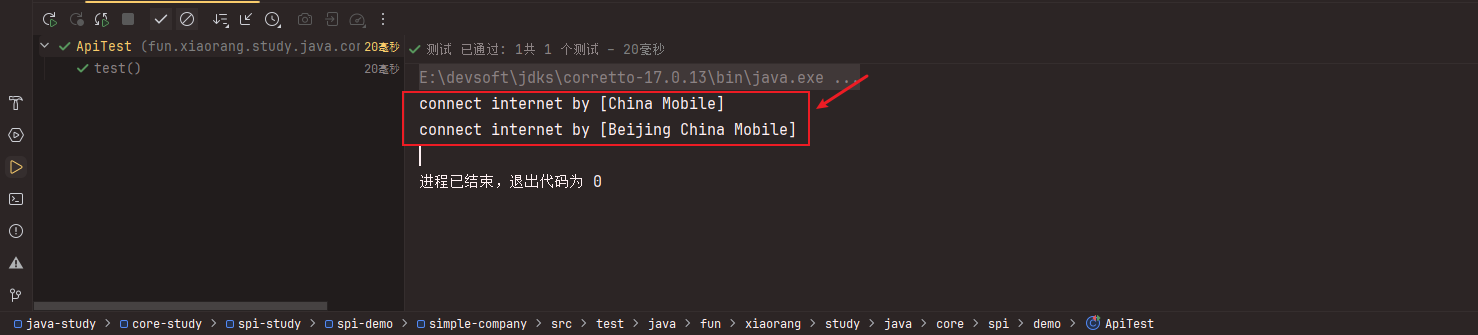 ApiTest (fun.xiaorang.study.java.cor 20毫秒
test() 20毫秒
测试 已通过: 1共 1 个测试 – 20毫秒
E:\devsoft\jdks\corretto-17.0.13\bin\java.exe ...
connect internet by [China Mobile]
connect internet by [Beijing China Mobile]
进程已结束，退出代码为 0
java-study > core-study > spi-study > spi-demo > simple-company > src > test > java > fun > xiaorang > study > java > core > spi > demo > ApiTest